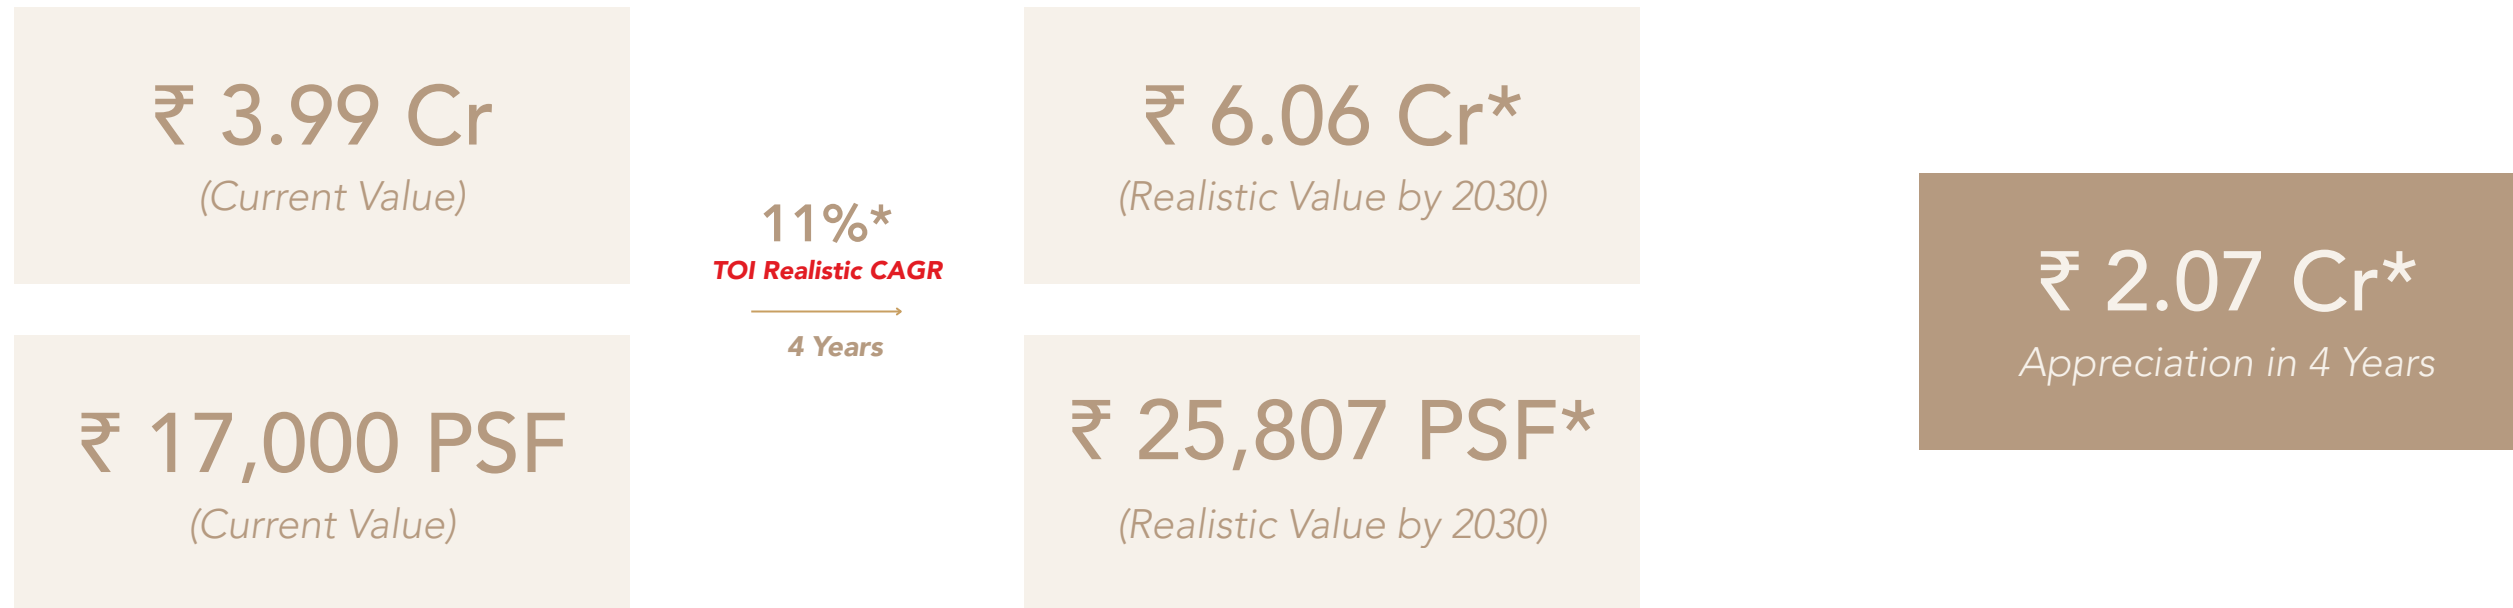 ₹ 3.99 Cr
(Current Value)
₹ 17,000 PSF
(Current Value)
11%*
TOI Realistic CAGR
4 Years
₹ 6.06 Cr*
(Realistic Value by 2030)
₹ 25,807 PSF*
(Realistic Value by 2030)
₹ 2.07 Cr*
Appreciation in 4 Years